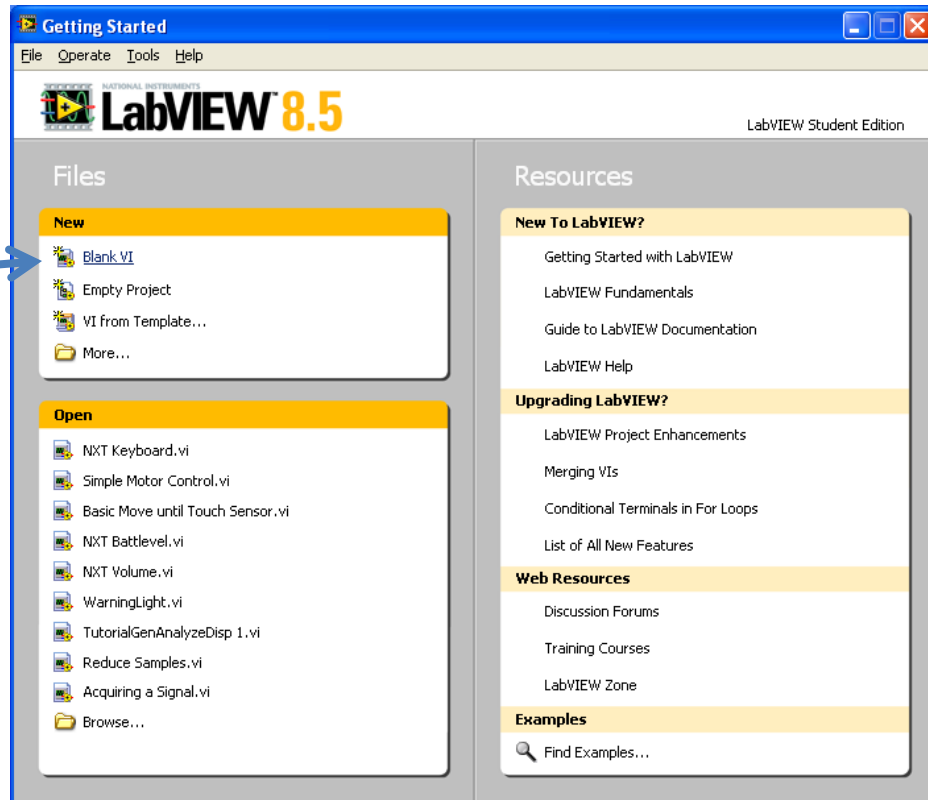 Getting Started
File Operate Tools Help
NATIONAL INSTRUMENTS
LabVIEW™ 8.5
LabVIEW Student Edition
Files
New
Blank VI
Empty Project
VI from Template...
More...
Open
NXT Keyboard.vi
Simple Motor Control.vi
Basic Move until Touch Sensor.vi
NXT Battlevel.vi
NXT Volume.vi
WarningLight.vi
TutorialGenAnalyzeDisp 1.vi
Reduce Samples.vi
Acquiring a Signal.vi
Browse...
Resources
New To LabVIEW?
Getting Started with LabVIEW
LabVIEW Fundamentals
Guide to LabVIEW Documentation
LabVIEW Help
Upgrading LabVIEW?
LabVIEW Project Enhancements
Merging VIs
Conditional Terminals in For Loops
List of All New Features
Web Resources
Discussion Forums
Training Courses
LabVIEW Zone
Examples
Find Examples...